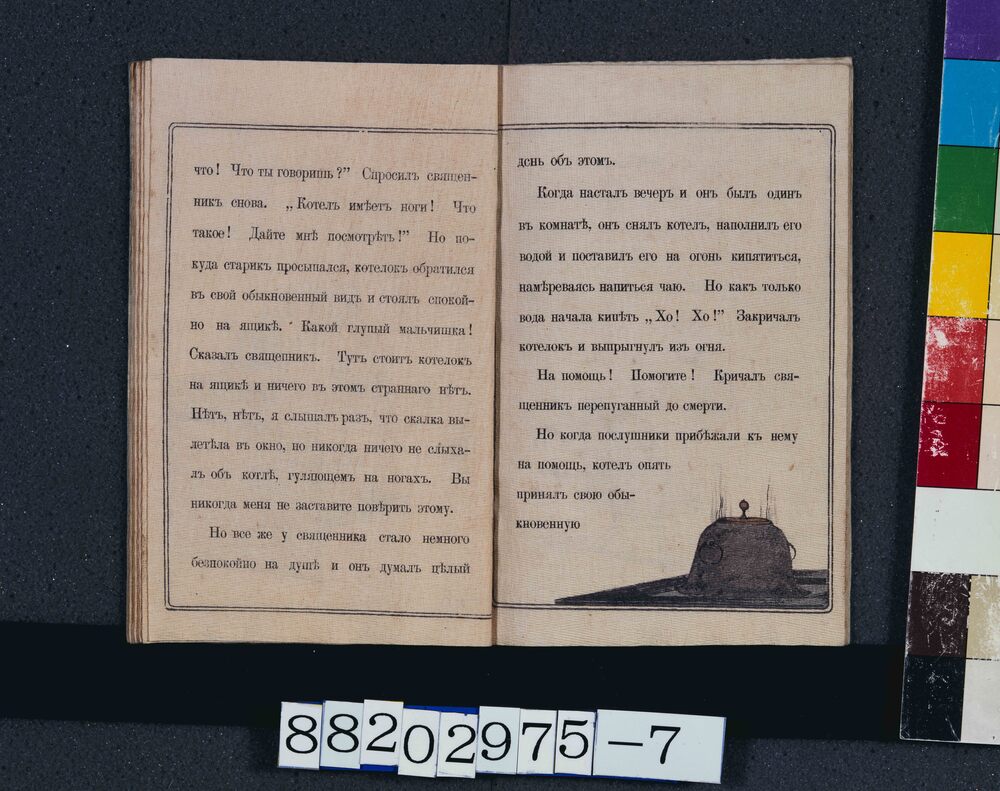 что! Что ты говоришь?” Спросилъ священ-
никъ снова. „Котелъ имѣетъ ноги! Что
такое! Дайте мнѣ посмотрѣть!” Но по-
куда старикъ просыпался, котелокъ обратился
въ свой обыкновенный видъ и стоялъ спокой-
но на ящикѣ. Какой глупый мальчишка!
Сказалъ священникъ. Тутъ стоитъ котелокъ
на ящикѣ и ничего въ этомъ страннаго нѣтъ.
Нѣтъ, нѣтъ, я слышалъ разъ, что скалка вы-
летѣла въ окно, но никогда ничего не слыха-
лъ объ котлѣ, гуляющемъ на ногахъ. Вы
никогда меня не заставите повѣрить этому.
Но все же у священника стало немного
безпокойно на душѣ и онъ думалъ цѣлый
день объ этомъ.
Когда насталъ вечеръ и онъ былъ одинъ
въ комнатѣ, онъ снялъ котелъ, наполнилъ его
водой и поставилъ его на огонь кипятиться,
намѣреваясь напиться чаю. Но какъ только
вода начала кипѣть „Хо! Хо!” Закричалъ
котелокъ и выпрыгнулъ изъ огня.
На помощь! Помогите! Кричалъ свя-
щенникъ перепуганный до смерти.
Но когда послушники прибѣжали къ нему
на помощь, котелъ опять
принялъ свою обы-
кновенную
88202975-7